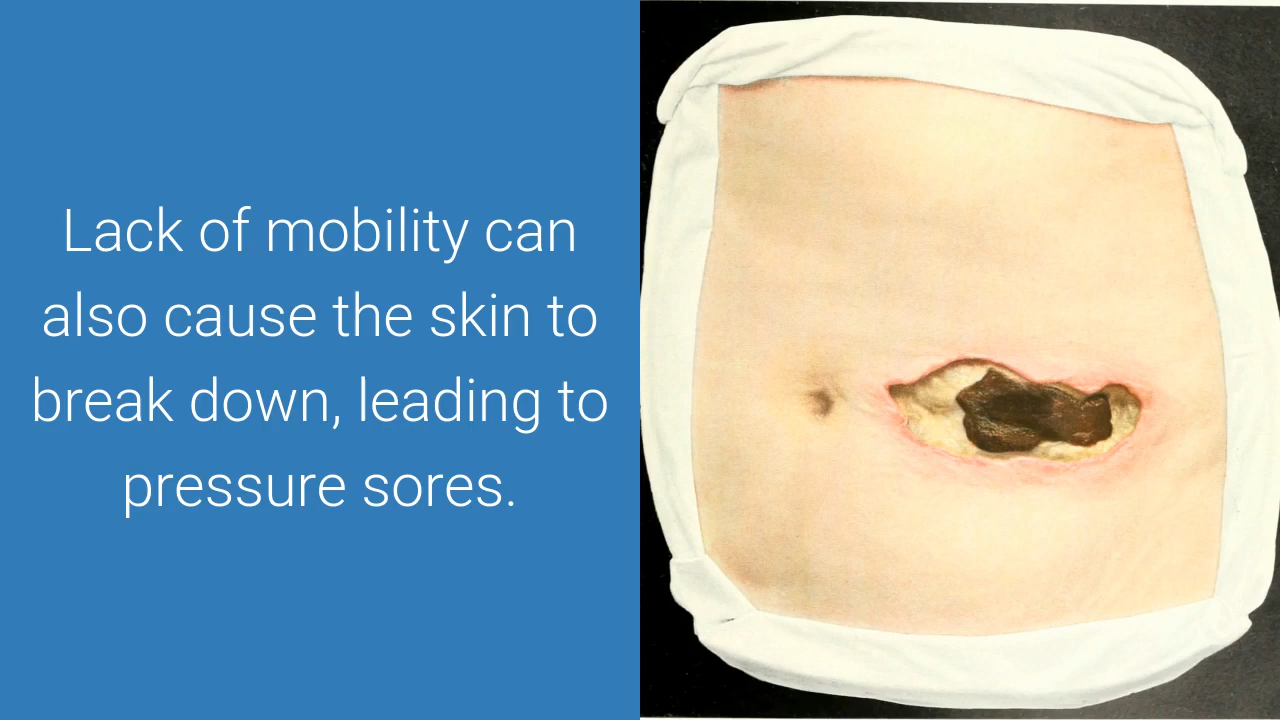 Lack of mobility can
also cause the skin to
break down, leading to
pressure sores.